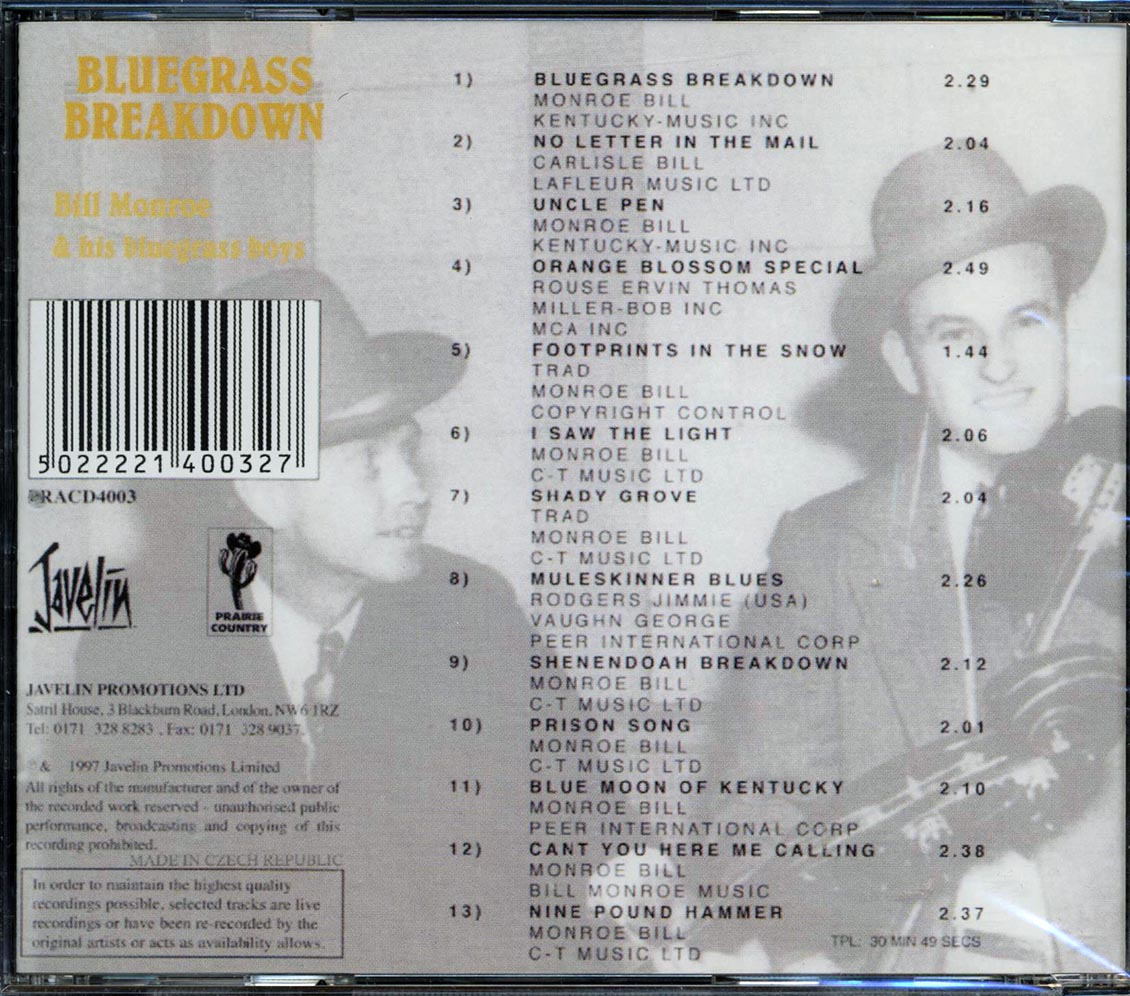 BLUEGRASS
BREAKDOWN
Bill Monroe
& his bluegrass boys
5 022221 400327
PRACD4003
Javelin
PRAIRIE
COUNTRY
JAVELIN PROMOTIONS LTD
Satril House, 3 Blackburn Road, London, NW6 1RZ
Tel: 0171 328 8283 . Fax: 0171 328 9037.
℗ & 1997 Javelin Promotions Limited
All rights of the manufacturer and of the owner of
the recorded work reserved - unauthorised public
performance, broadcasting and copying of this
recording prohibited.
MADE IN CZECH REPUBLIC
In order to maintain the highest quality
recordings possible, selected tracks are live
recordings or have been re-recorded by the
original artists or acts as availability allows.
1) BLUEGRASS BREAKDOWN 2.29
MONROE BILL
KENTUCKY-MUSIC INC
2) NO LETTER IN THE MAIL 2.04
CARLISLE BILL
LAFLEUR MUSIC LTD
3) UNCLE PEN 2.16
MONROE BILL
KENTUCKY-MUSIC INC
4) ORANGE BLOSSOM SPECIAL 2.49
ROUSE ERVIN THOMAS
MILLER-BOB INC
MCA INC
5) FOOTPRINTS IN THE SNOW 1.44
TRAD
MONROE BILL
COPYRIGHT CONTROL
6) I SAW THE LIGHT 2.06
MONROE BILL
C-T MUSIC LTD
7) SHADY GROVE 2.04
TRAD
MONROE BILL
C-T MUSIC LTD
8) MULESKINNER BLUES 2.26
RODGERS JIMMIE (USA)
VAUGHN GEORGE
PEER INTERNATIONAL CORP
9) SHENENDOAH BREAKDOWN 2.12
MONROE BILL
C-T MUSIC LTD
10) PRISON SONG 2.01
MONROE BILL
C-T MUSIC LTD
11) BLUE MOON OF KENTUCKY 2.10
MONROE BILL
PEER INTERNATIONAL CORP
12) CANT YOU HERE ME CALLING 2.38
MONROE BILL
BILL MONROE MUSIC
13) NINE POUND HAMMER 2.37
MONROE BILL
C-T MUSIC LTD
TPL: 30 MIN 49 SECS